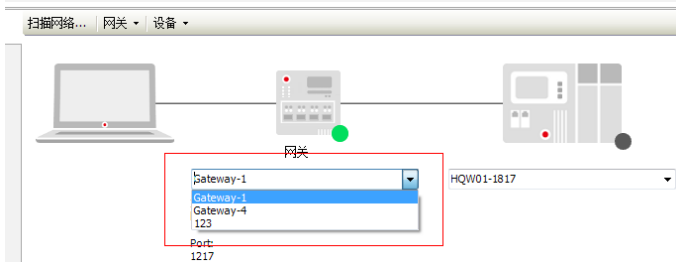 扫描网络... 网关 设备
网关
Gateway-1
HQW01-1817
Gateway-1
Gateway-4
123
Port:
1217